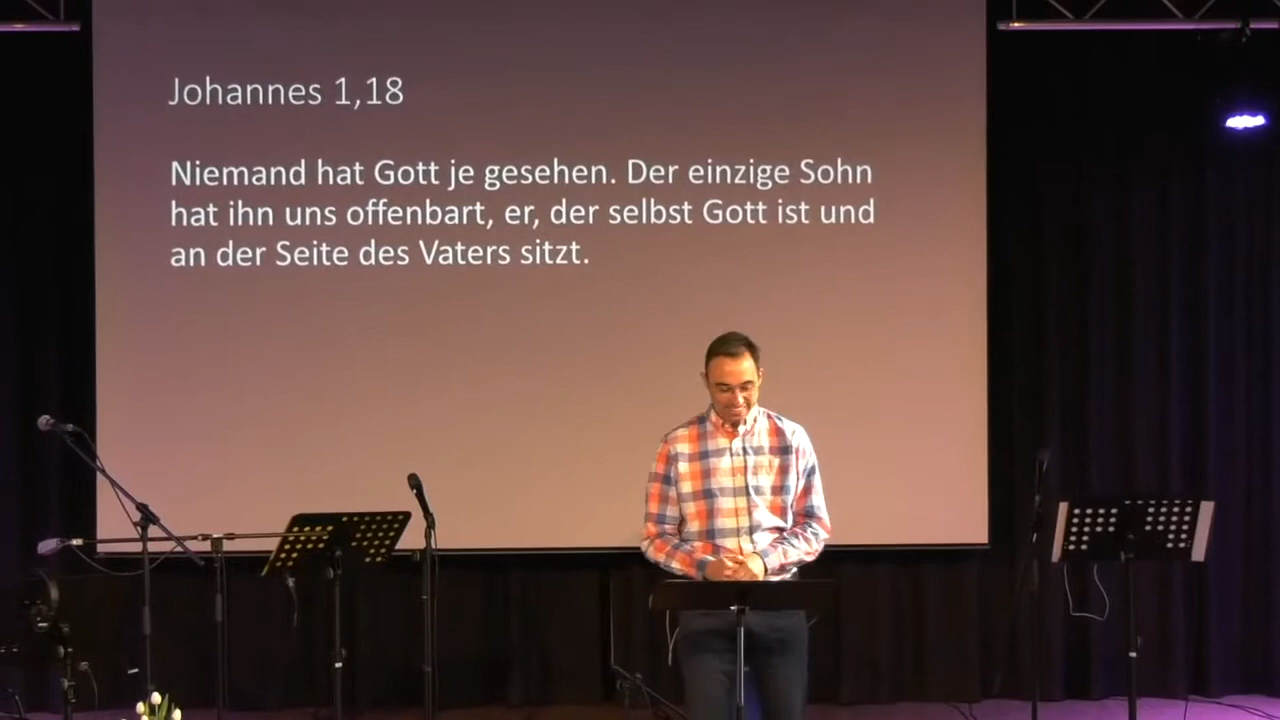 Johannes 1,18
Niemand hat Gott je gesehen. Der einzige Sohn
hat ihn uns offenbart, er, der selbst Gott ist und
an der Seite des Vaters sitzt.